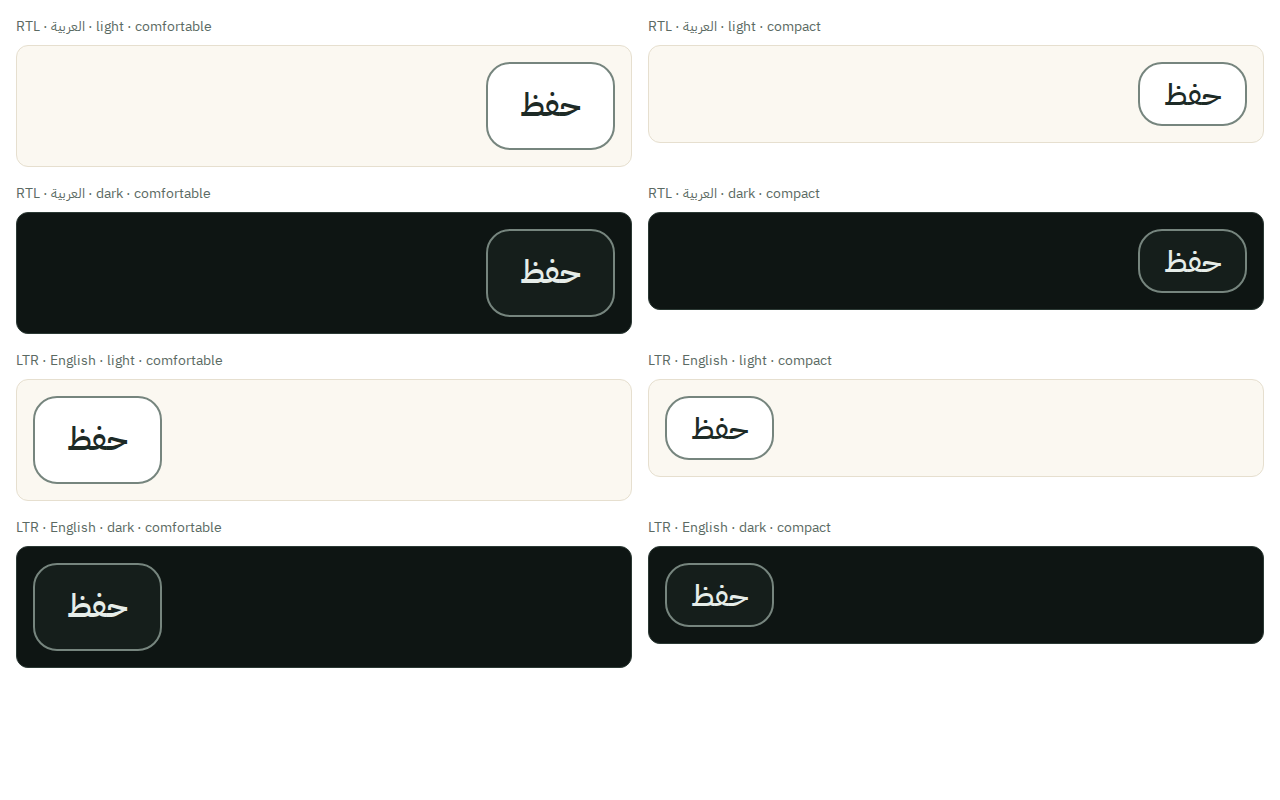 RTL · العربية · light · comfortable
حفظ
RTL · العربية · light · compact
حفظ
RTL · العربية · dark · comfortable
حفظ
RTL · العربية · dark · compact
حفظ
LTR · English · light · comfortable
حفظ
LTR · English · light · compact
حفظ
LTR · English · dark · comfortable
حفظ
LTR · English · dark · compact
حفظ